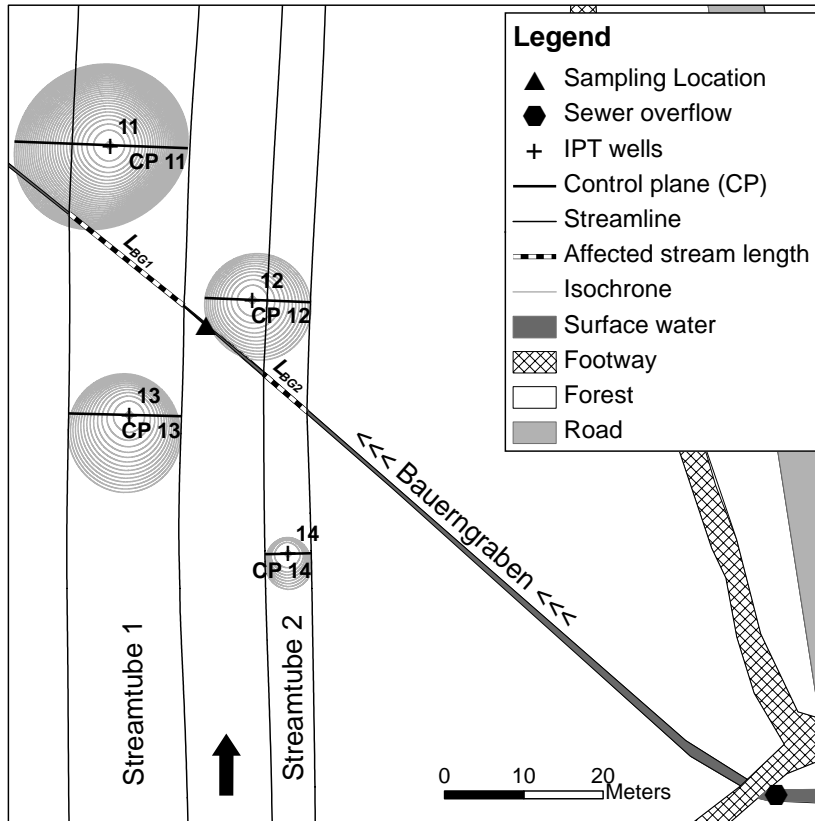 Legend
Sampling Location
Sewer overflow
IPT wells
Control plane (CP)
Streamline
Affected stream length
Isochrone
Surface water
Footway
Forest
Road
11
CP 11
LBG1
12
CP 12
LBG2
13
CP 13
<<< Bauerngraben <<<
14
CP 14
Streamtube 1
Streamtube 2
0 10 20
Meters